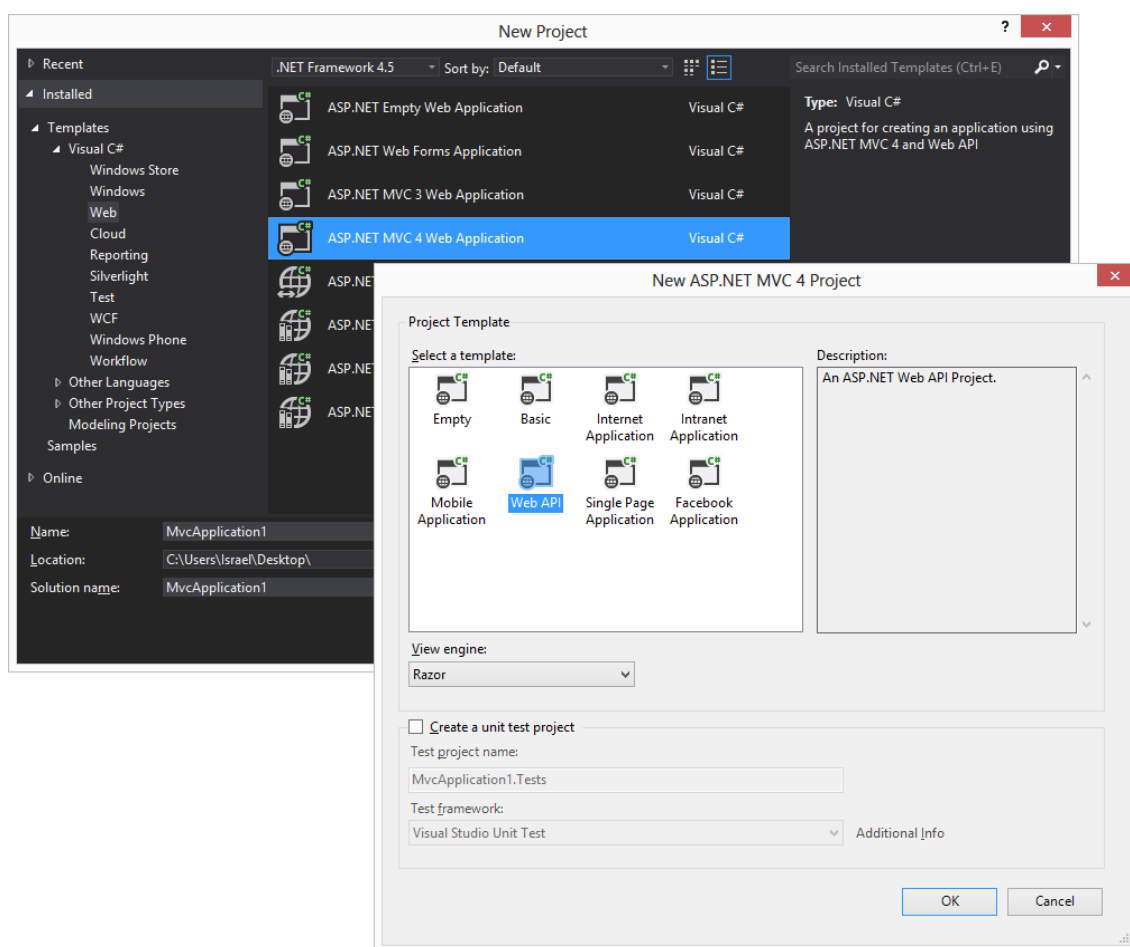 New Project
?
Recent
.NET Framework 4.5
Sort by: Default
Search Installed Templates (Ctrl+E)
Installed
Templates
Visual C#
Windows Store
Windows
Web
Cloud
Reporting
Silverlight
Test
WCF
Windows Phone
Workflow
Other Languages
Other Project Types
Modeling Projects
Samples
Online
ASP.NET Empty Web Application Visual C#
ASP.NET Web Forms Application Visual C#
ASP.NET MVC 3 Web Application Visual C#
ASP.NET MVC 4 Web Application Visual C#
ASP.NE
ASP.NE
ASP.NE
ASP.NE
Type: Visual C#
A project for creating an application using
ASP.NET MVC 4 and Web API
Name: MvcApplication1
Location: C:\Users\Israel\Desktop\
Solution name: MvcApplication1
New ASP.NET MVC 4 Project
Project Template
Select a template:
Empty
Basic
Internet
Application
Intranet
Application
Mobile
Application
Web API
Single Page
Application
Facebook
Application
Description:
An ASP.NET Web API Project.
View engine:
Razor
Create a unit test project
Test project name:
MvcApplication1.Tests
Test framework:
Visual Studio Unit Test
Additional Info
OK
Cancel